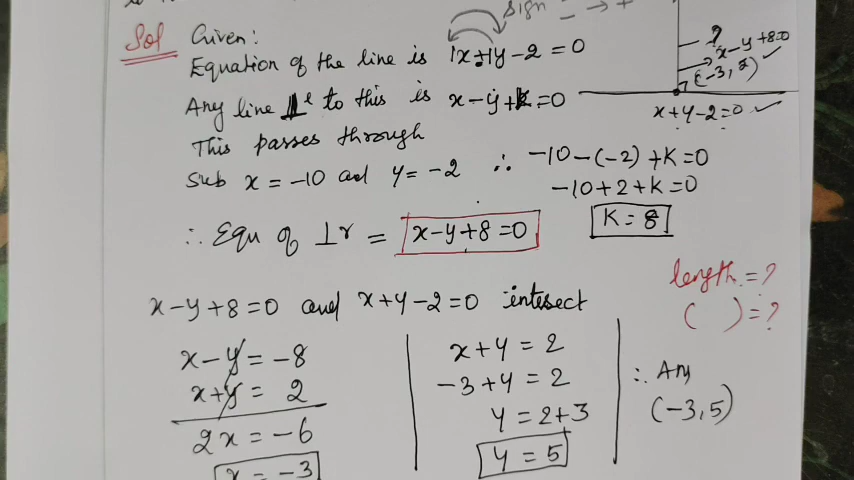 sign − → +
Sol Given:
Equation of the line is 1x+1y−2=0
Any line ⊥r to this is x−y+k=0
This passes through
Sub x=−10 and y=−2 ∴ −10−(−2)+K=0
−10+2+K=0
K=8
∴ Equ of ⊥r = x−y+8=0
?
x−y+8=0
(−3, 5) ✓
x+y−2=0 ✓
length=?
( )=?
x−y+8=0 and x+y−2=0 intesect
x−y=−8
x+y= 2
2x=−6
x=−3
x+y=2
−3+y=2
y=2+3
y=5
∴ Any
(−3,5)